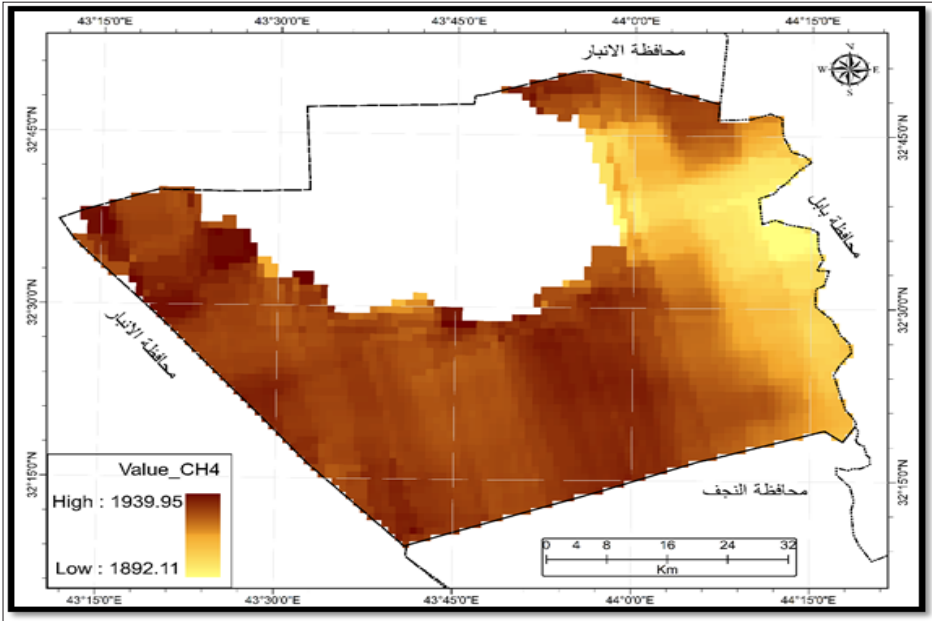 43°15'0"E 43°30'0"E 43°45'0"E 44°0'0"E 44°15'0"E
محافظة الانبار
N
W E
S
32°45'0"N 32°45'0"N
محافظة بابل
32°30'0"N 32°30'0"N
محافظة الانبار
32°15'0"N 32°15'0"N
محافظة النجف
Value_CH4
High : 1939.95
Low : 1892.11
0 4 8 16 24 32
Km
43°15'0"E 43°30'0"E 43°45'0"E 44°0'0"E 44°15'0"E